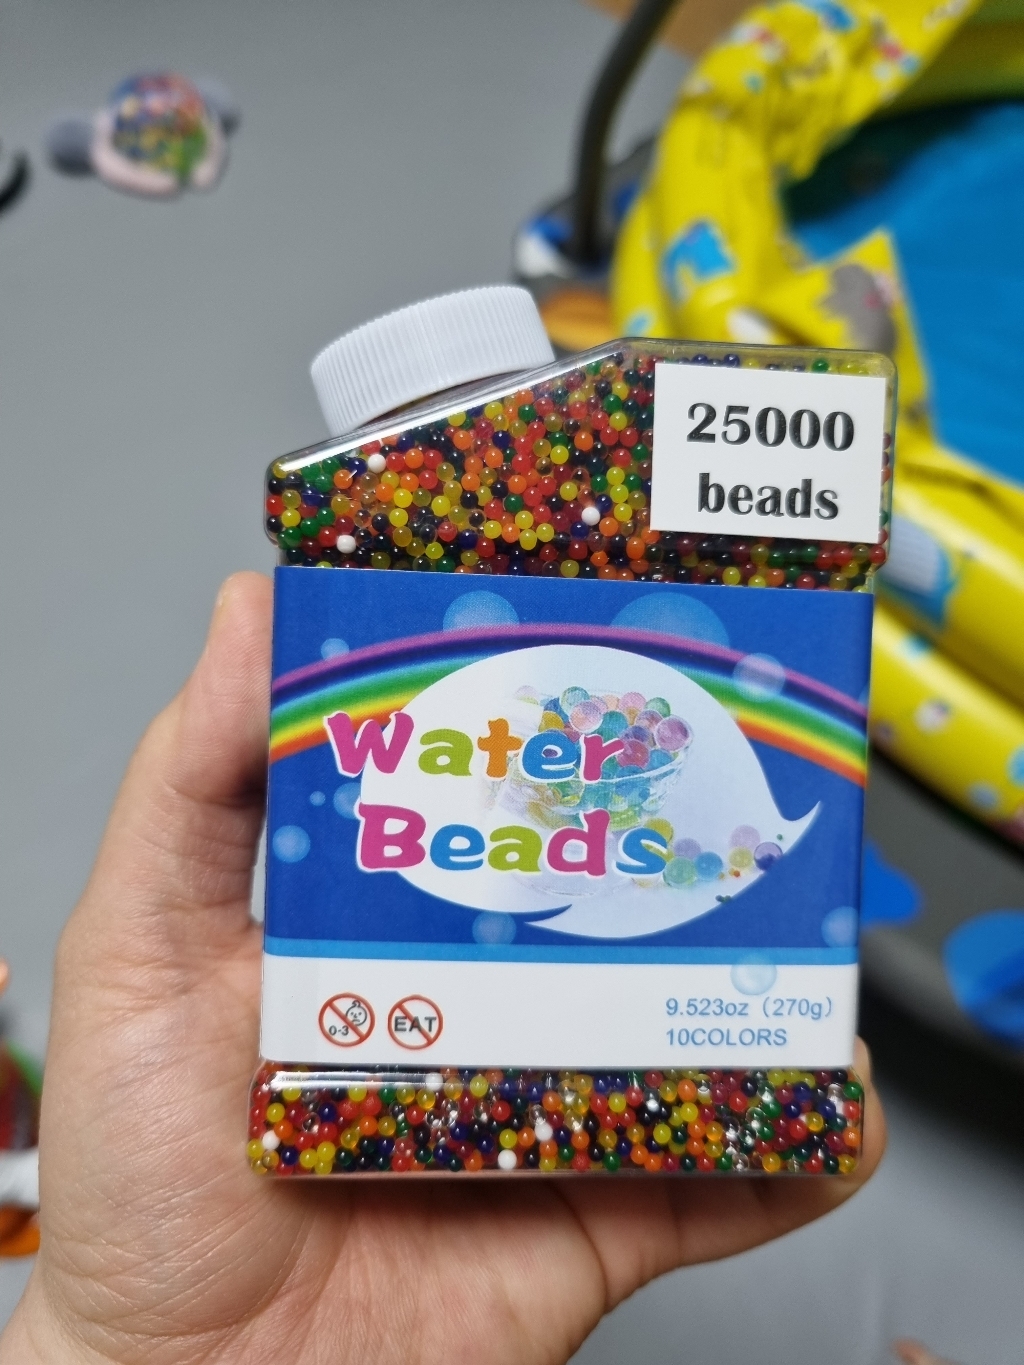 25000
beads
Water
Beads
0-3
EAT
9.523oz（270g）
10COLORS